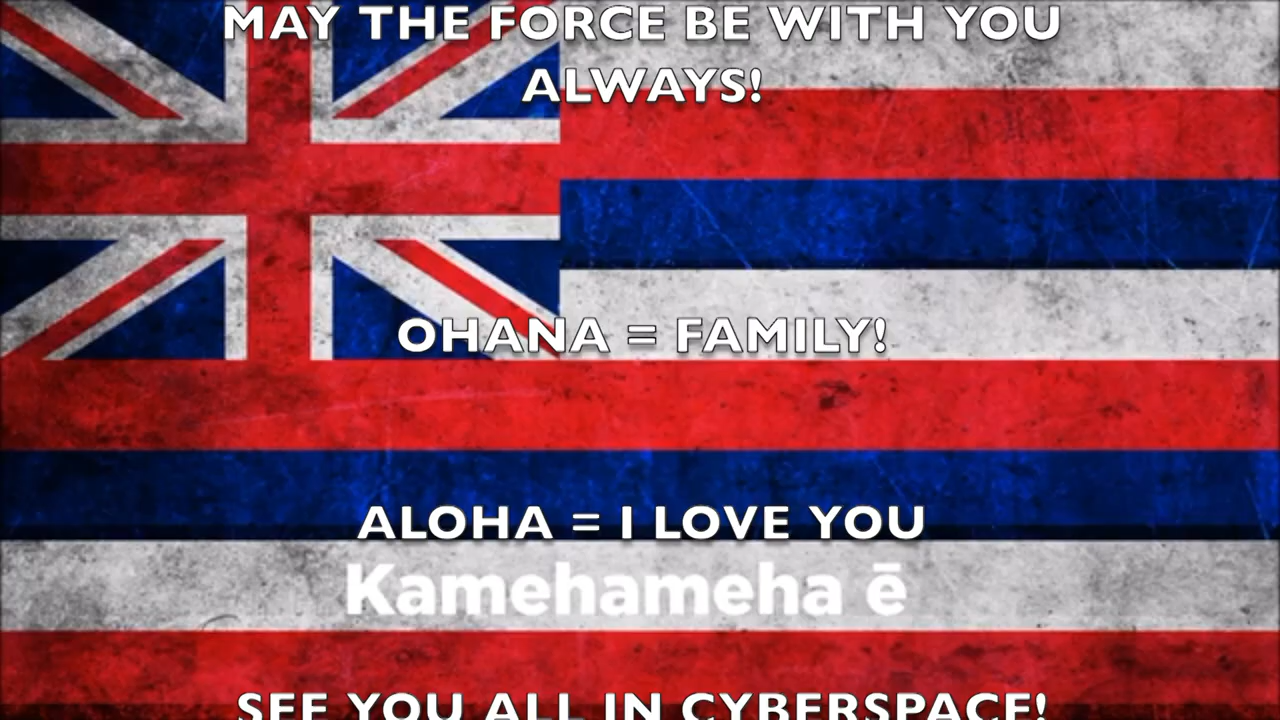 MAY THE FORCE BE WITH YOU
ALWAYS!
OHANA = FAMILY!
ALOHA = I LOVE YOU
Kamehameha ē
SEE YOU ALL IN CYBERSPACE!